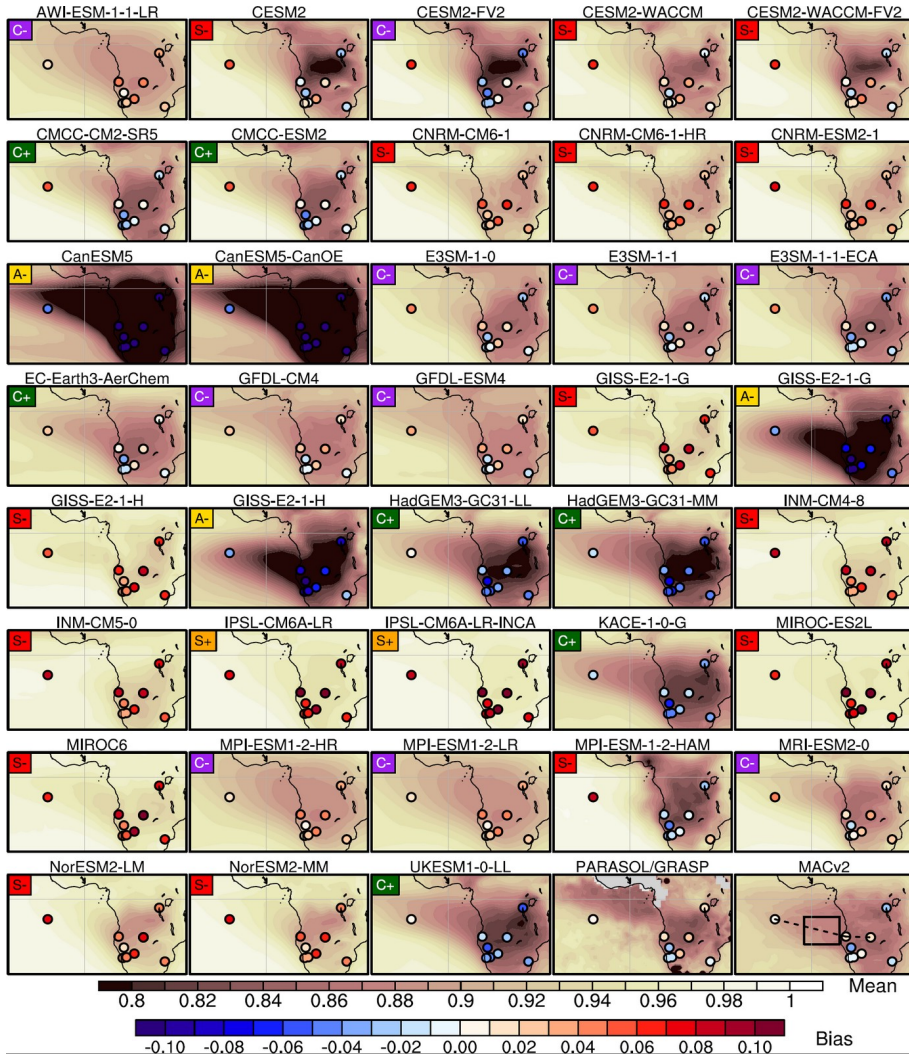 AWI-ESM-1-1-LR CESM2 CESM2-FV2 CESM2-WACCM CESM2-WACCM-FV2
C- S- C- S- S-
CMCC-CM2-SR5 CMCC-ESM2 CNRM-CM6-1 CNRM-CM6-1-HR CNRM-ESM2-1
C+ C+ S- S- S-
CanESM5 CanESM5-CanOE E3SM-1-0 E3SM-1-1 E3SM-1-1-ECA
A- A- C- C- C-
EC-Earth3-AerChem GFDL-CM4 GFDL-ESM4 GISS-E2-1-G GISS-E2-1-G
C+ C- C- S- A-
GISS-E2-1-H GISS-E2-1-H HadGEM3-GC31-LL HadGEM3-GC31-MM INM-CM4-8
S- A- C+ C+ S-
INM-CM5-0 IPSL-CM6A-LR IPSL-CM6A-LR-INCA KACE-1-0-G MIROC-ES2L
S- S+ S+ C+ S-
MIROC6 MPI-ESM1-2-HR MPI-ESM1-2-LR MPI-ESM-1-2-HAM MRI-ESM2-0
S- C- C- S- C-
NorESM2-LM NorESM2-MM UKESM1-0-LL PARASOL/GRASP MACv2
S- S- C+
0.8 0.82 0.84 0.86 0.88 0.9 0.92 0.94 0.96 0.98 1 Mean
-0.10 -0.08 -0.06 -0.04 -0.02 0.00 0.02 0.04 0.06 0.08 0.10 Bias